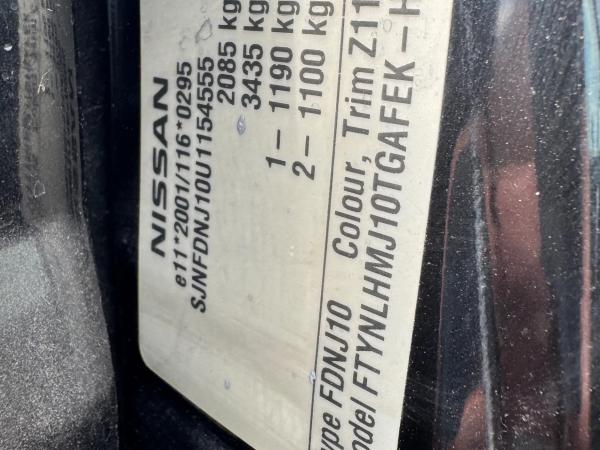 NISSAN
e11*2001/116*0295
SJNFDNJ10U1154555
2085 kg
3435 kg
1 – 1190 kg
2 – 1100 kg
Colour, Trim Z11
ype FDNJ10
odel FTYNLHMJ10TGAFEK – H